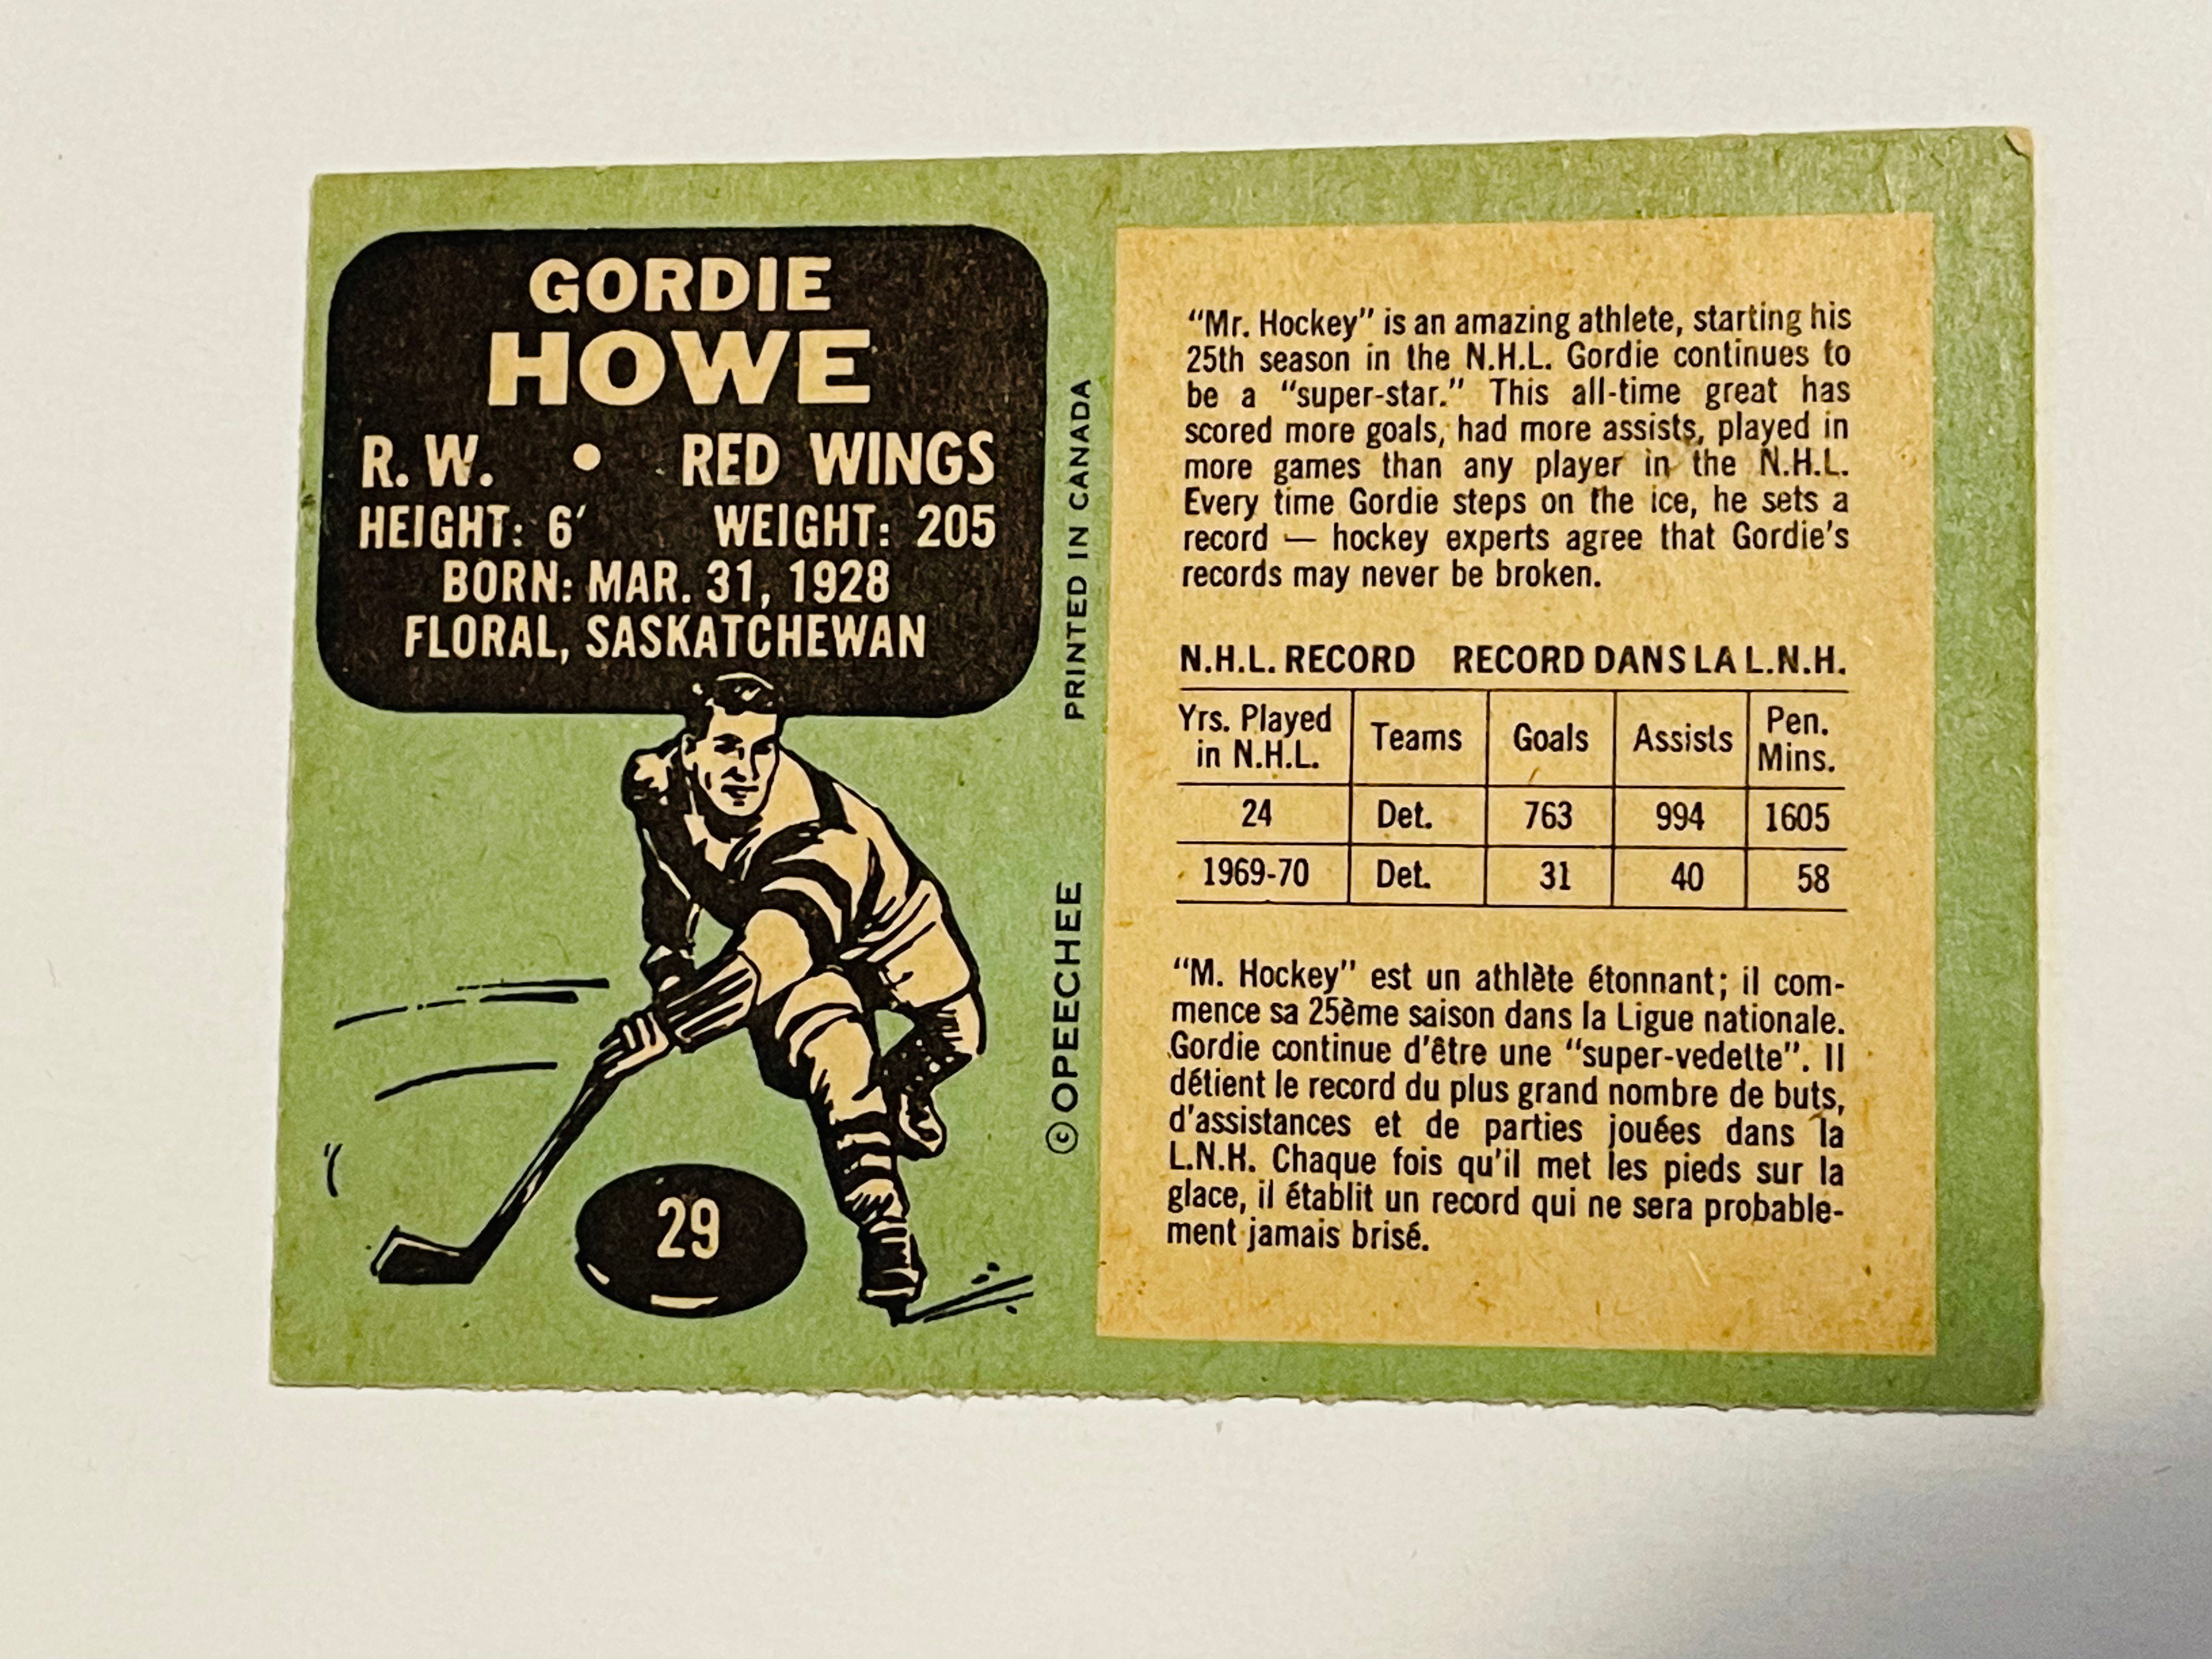 GORDIE
HOWE
R. W. • RED WINGS
HEIGHT: 6′ WEIGHT: 205
BORN: MAR. 31, 1928
FLORAL, SASKATCHEWAN
29
PRINTED IN CANADA
© OPEECHEE
“Mr. Hockey” is an amazing athlete, starting his
25th season in the N.H.L. Gordie continues to
be a “super-star.” This all-time great has
scored more goals, had more assists, played in
more games than any player in the N.H.L.
Every time Gordie steps on the ice, he sets a
record — hockey experts agree that Gordie's
records may never be broken.
N.H.L. RECORD RECORD DANS LA L.N.H.
Yrs. Played in N.H.L. Teams Goals Assists Pen. Mins.
24 Det. 763 994 1605
1969-70 Det. 31 40 58
“M. Hockey” est un athlète étonnant; il com-
mence sa 25ème saison dans la Ligue nationale.
Gordie continue d'être une “super-vedette”. Il
détient le record du plus grand nombre de buts,
d'assistances et de parties jouées dans la
L.N.H. Chaque fois qu'il met les pieds sur la
glace, il établit un record qui ne sera probable-
ment jamais brisé.